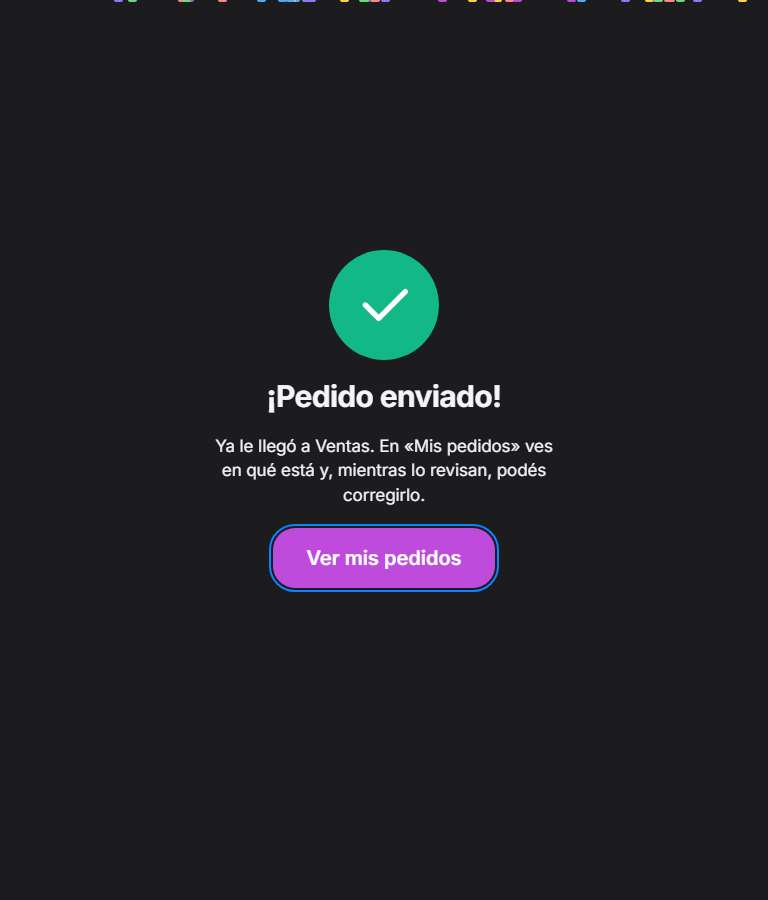 ¡Pedido enviado!
Ya le llegó a Ventas. En «Mis pedidos» ves
en qué está y, mientras lo revisan, podés
corregirlo.
Ver mis pedidos